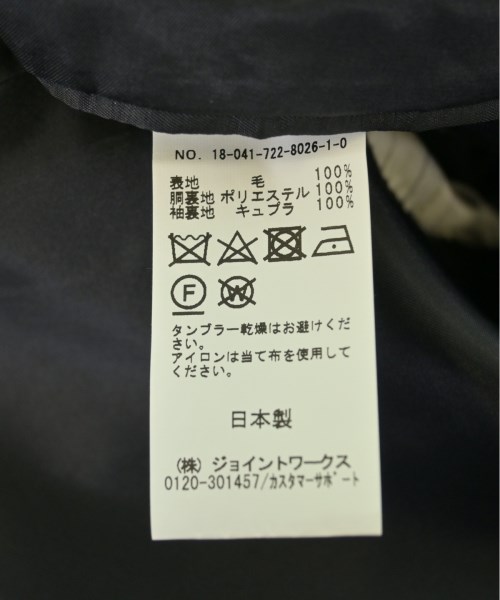 NO. 18-041-722-8026-1-0
表地 毛 100%
胴裏地 ポリエステル 100%
袖裏地 キュプラ 100%
F W
タンブラー乾燥はお避けくだ
さい。
アイロンは当て布を使用して
ください。
日本製
(株) ジョイントワークス
0120-301457/カスタマーサポート